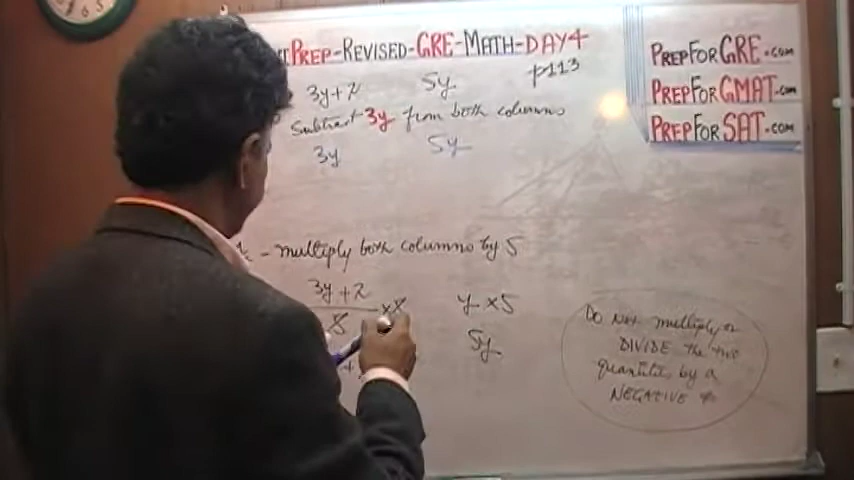 PREP-REVISED-GRE-MATH-DAY4
p113
PREPFORGRE.COM
PREPFORGMAT.COM
PREPFORSAT.COM
3y+2 5y
Subtract 3y from both columns
3y 5y
- multiply both columns by 5
3y+2
5 ×5
y ×5
5y
+
DO NOT multiply or
DIVIDE the two
quantities by a
NEGATIVE #